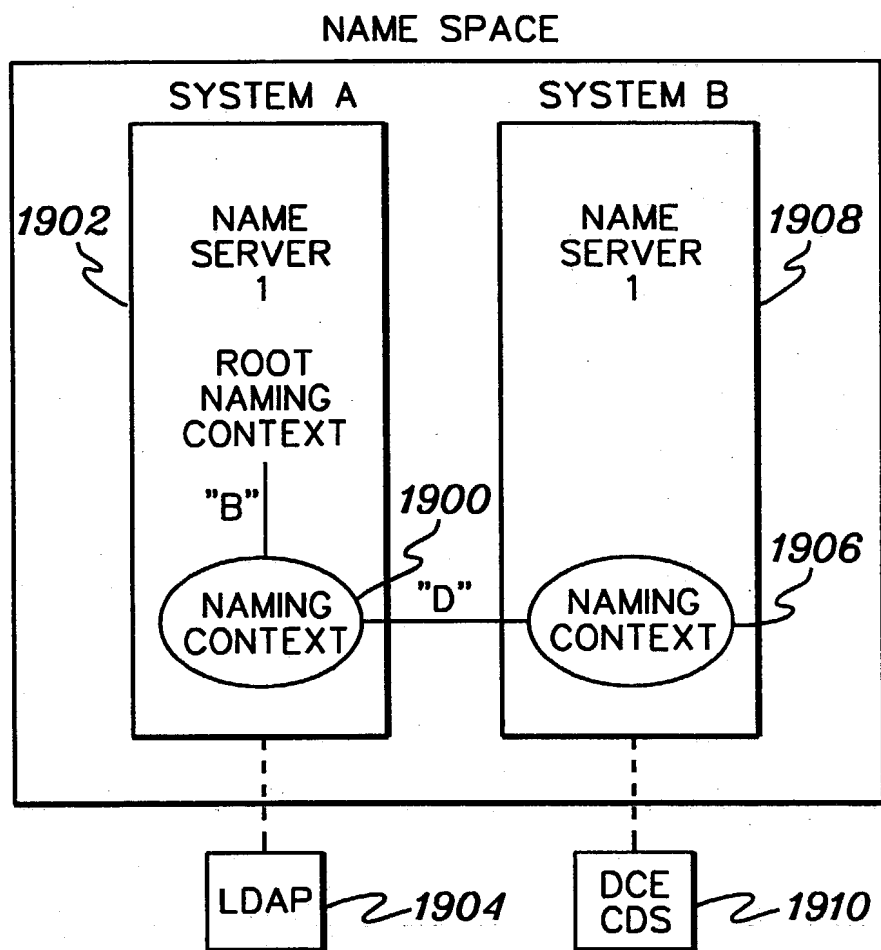 NAME SPACE
SYSTEM A
SYSTEM B
1902
NAME
SERVER
1
NAME
SERVER
1
1908
ROOT
NAMING
CONTEXT
"B"
1900
1906
NAMING
CONTEXT
"D"
NAMING
CONTEXT
LDAP
1904
DCE
CDS
1910